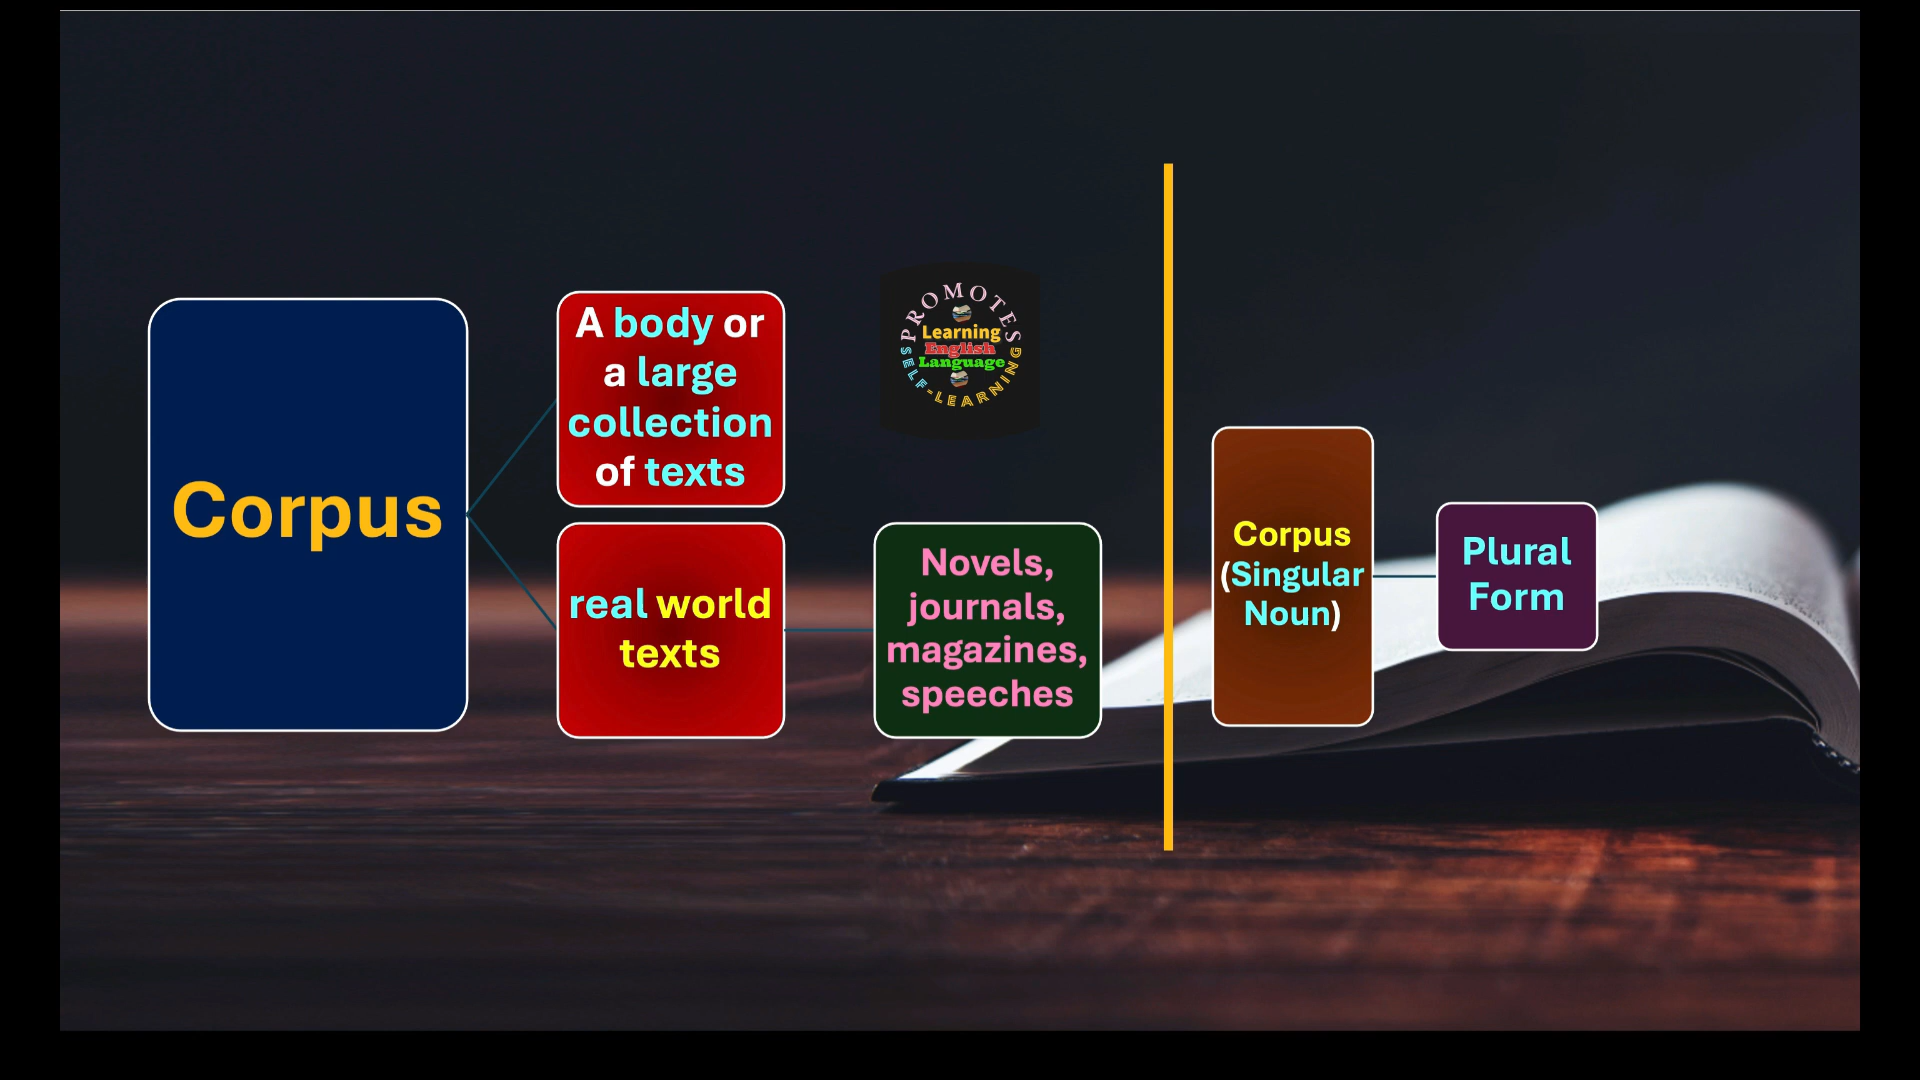 Corpus
A body or
a large
collection
of texts
real world
texts
PROMOTES
Learning
English
Language
SELF-LEARNING
Novels,
journals,
magazines,
speeches
Corpus
(Singular
Noun)
Plural
Form